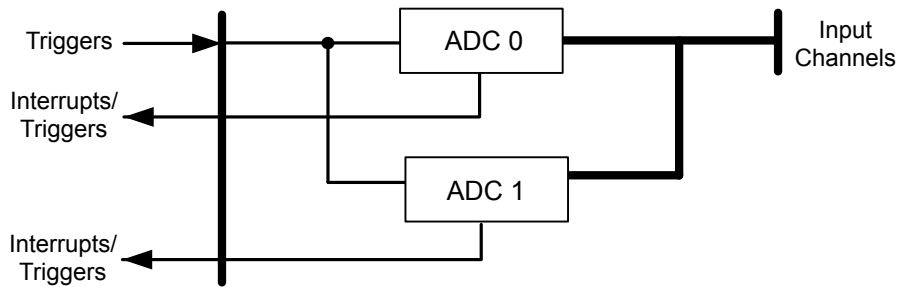 Triggers
ADC 0
Input
Channels
Interrupts/
Triggers
ADC 1
Interrupts/
Triggers